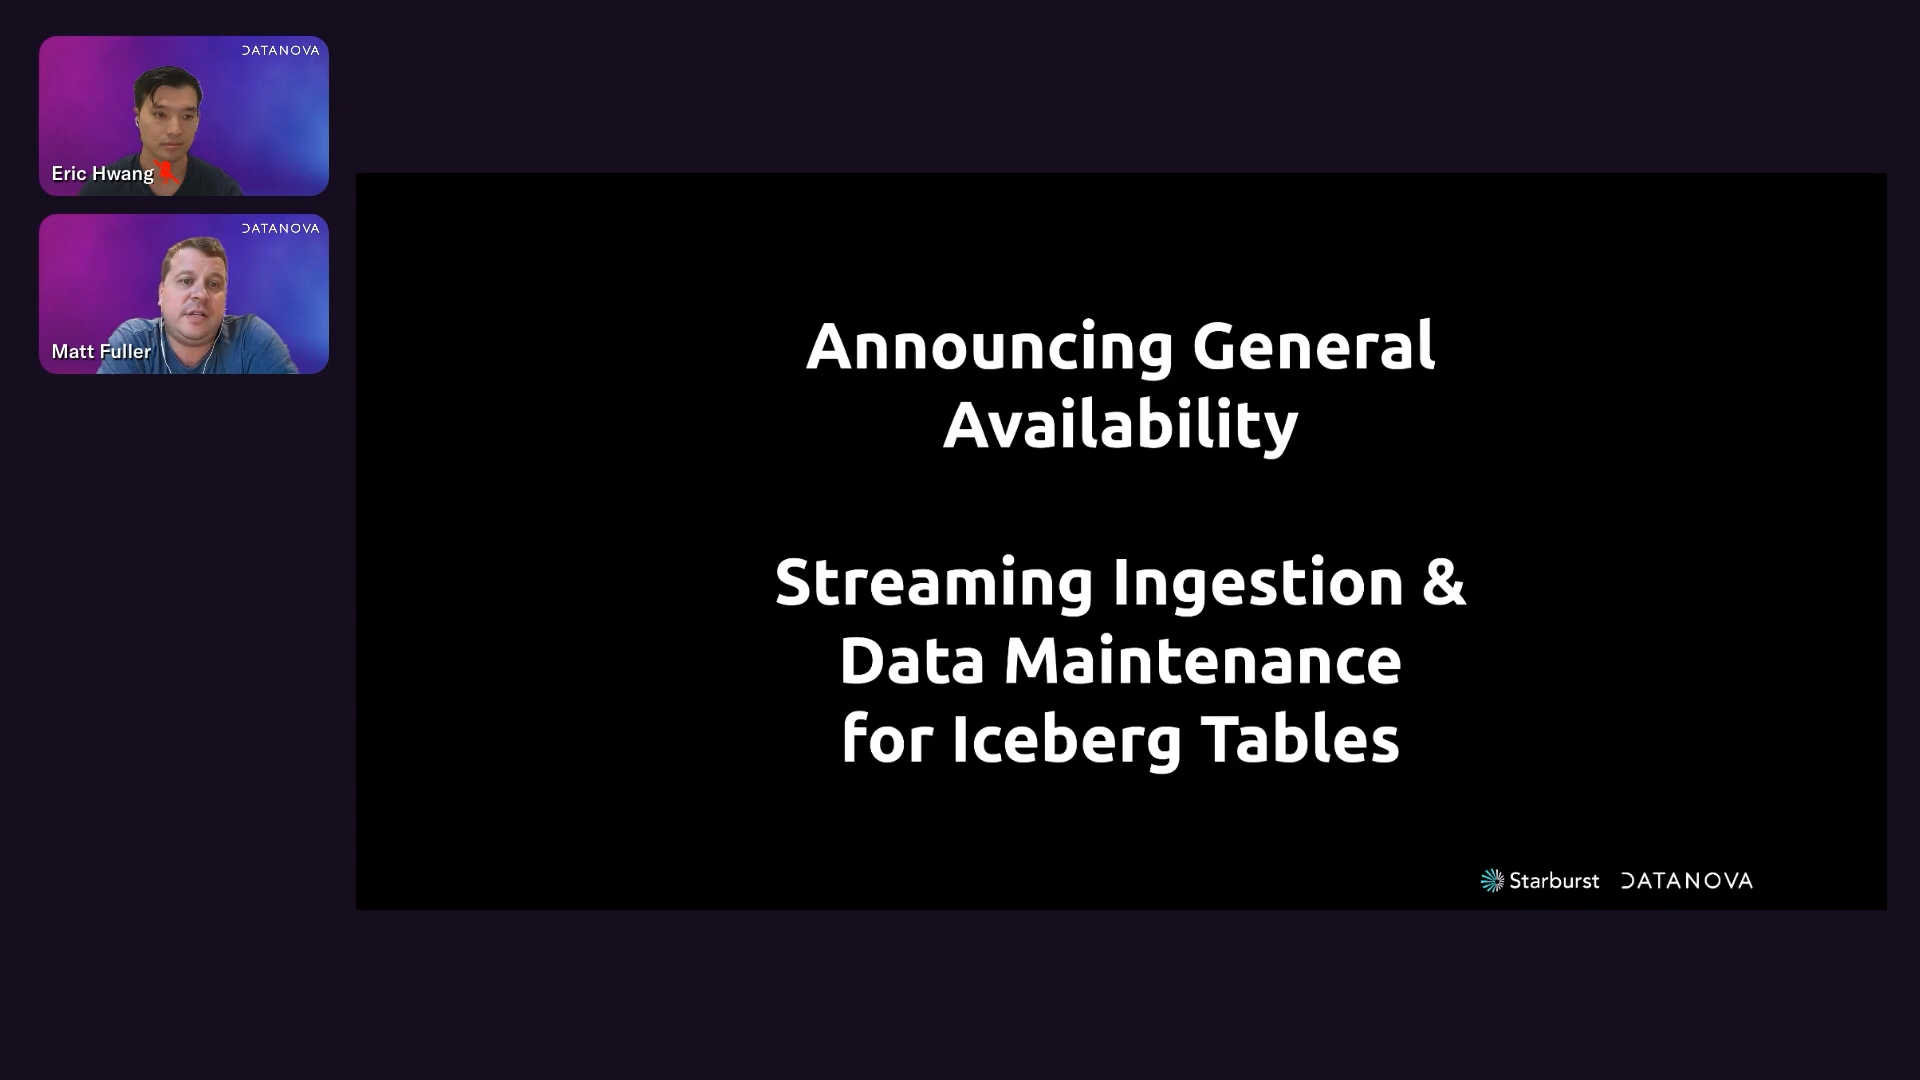 DATANOVA
Eric Hwang
DATANOVA
Matt Fuller
Announcing General
Availability
Streaming Ingestion &
Data Maintenance
for Iceberg Tables
Starburst DATANOVA